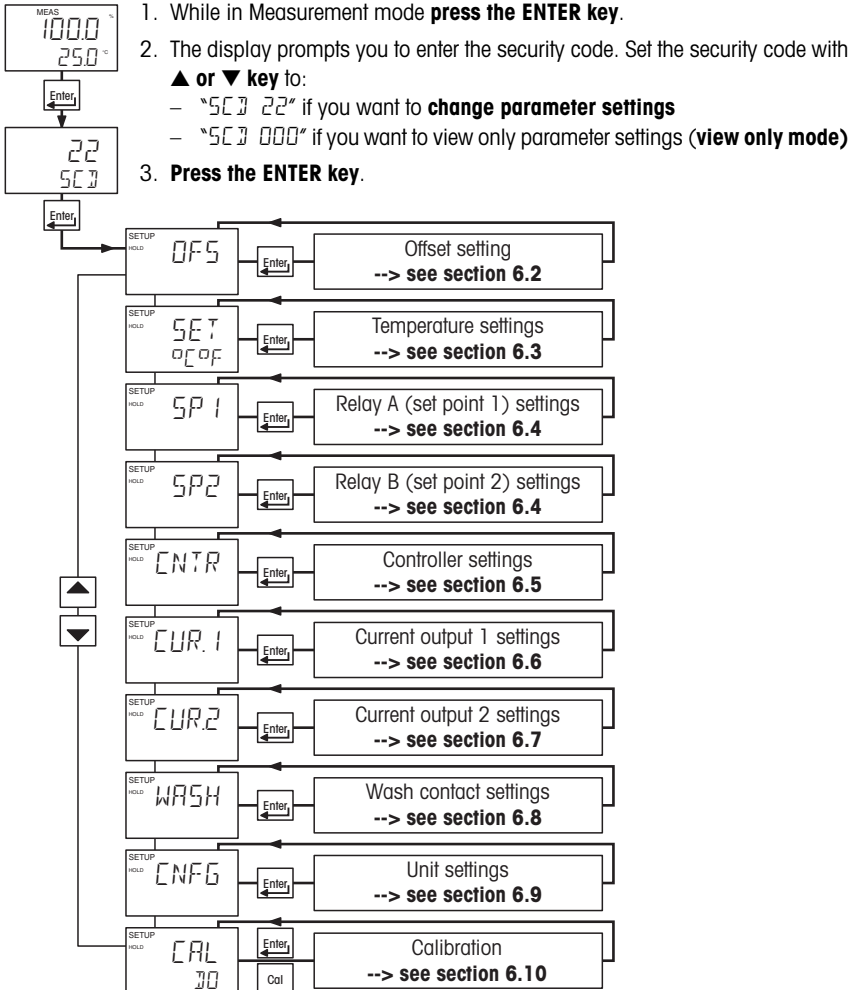 MEAS
100.0 %
25.0 °C
Enter
22
SCD
Enter
1. While in Measurement mode press the ENTER key.
2. The display prompts you to enter the security code. Set the security code with
▲ or ▼ key to:
– "SCD 22" if you want to change parameter settings
– "SCD 000" if you want to view only parameter settings (view only mode)
3. Press the ENTER key.
SETUP
HOLD
OFS
Enter
Offset setting
--> see section 6.2
SETUP
HOLD
SET
°C°F
Enter
Temperature settings
--> see section 6.3
SETUP
HOLD
SP1
Enter
Relay A (set point 1) settings
--> see section 6.4
SETUP
HOLD
SP2
Enter
Relay B (set point 2) settings
--> see section 6.4
SETUP
HOLD
CNTR
Enter
Controller settings
--> see section 6.5
SETUP
HOLD
CUR.1
Enter
Current output 1 settings
--> see section 6.6
SETUP
HOLD
CUR.2
Enter
Current output 2 settings
--> see section 6.7
SETUP
HOLD
WASH
Enter
Wash contact settings
--> see section 6.8
SETUP
HOLD
CNFG
Enter
Unit settings
--> see section 6.9
SETUP
HOLD
CAL
DO
Enter
Cal
Calibration
--> see section 6.10